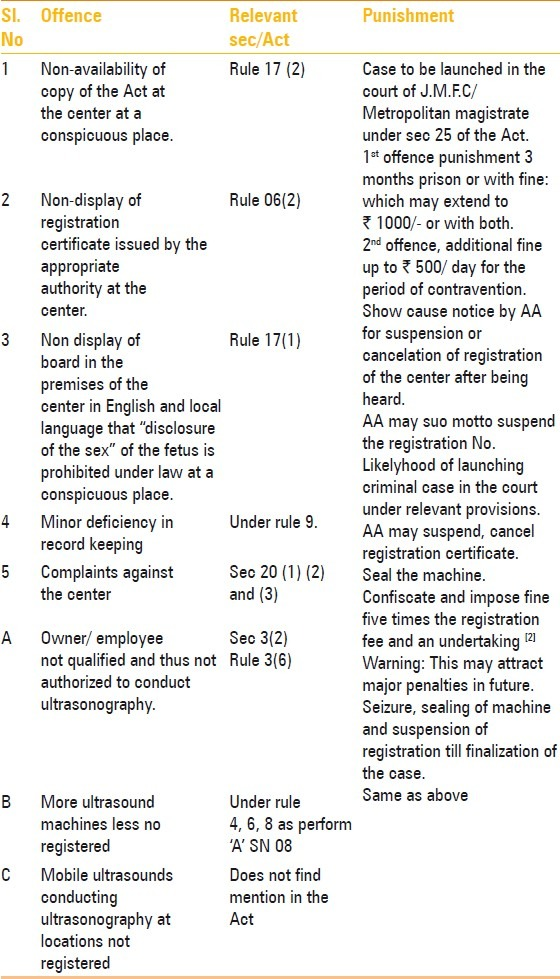 Sl. No
Offence
Relevant sec/Act
Punishment
1
Non-availability of
copy of the Act at
the center at a
conspicuous place.
Rule 17 (2)
2
Non-display of
registration
certificate issued by the
appropriate
authority at the
center.
Rule 06(2)
3
Non display of
board in the
premises of the
center in English and local
language that “disclosure
of the sex” of the fetus is
prohibited under law at a
conspicuous place.
Rule 17(1)
4
Minor deficiency in
record keeping
Under rule 9.
5
Complaints against
the center
Sec 20 (1) (2)
and (3)
A
Owner/ employee
not qualified and thus not
authorized to conduct
ultrasonography.
Sec 3(2)
Rule 3(6)
B
More ultrasound
machines less no
registered
Under rule
4, 6, 8 as perform
‘A’ SN 08
C
Mobile ultrasounds
conducting
ultrasonography at
locations not
registered
Does not find
mention in the
Act
Case to be launched in the
court of J.M.F.C/
Metropolitan magistrate
under sec 25 of the Act.
1st offence punishment 3
months prison or with fine:
which may extend to
₹ 1000/- or with both.
2nd offence, additional fine
up to ₹ 500/ day for the
period of contravention.
Show cause notice by AA
for suspension or
cancelation of registration
of the center after being
heard.
AA may suo motto suspend
the registration No.
Likelyhood of launching
criminal case in the court
under relevant provisions.
AA may suspend, cancel
registration certificate.
Seal the machine.
Confiscate and impose fine
five times the registration
fee and an undertaking [2]
Warning: This may attract
major penalties in future.
Seizure, sealing of machine
and suspension of
registration till finalization of
the case.
Same as above